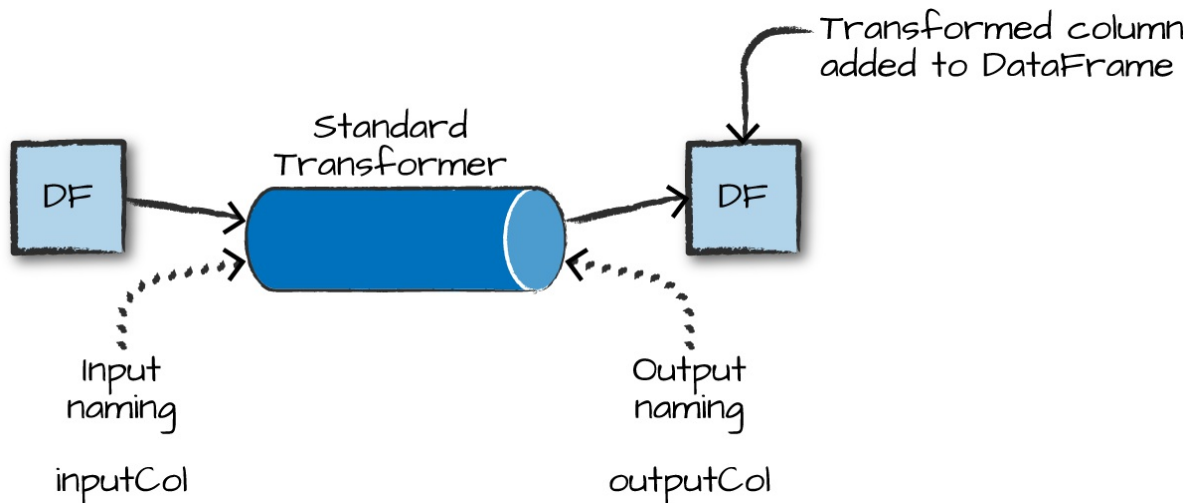 Transformed column
added to DataFrame
Standard
Transformer
DF
DF
Input
naming
inputCol
Output
naming
outputCol